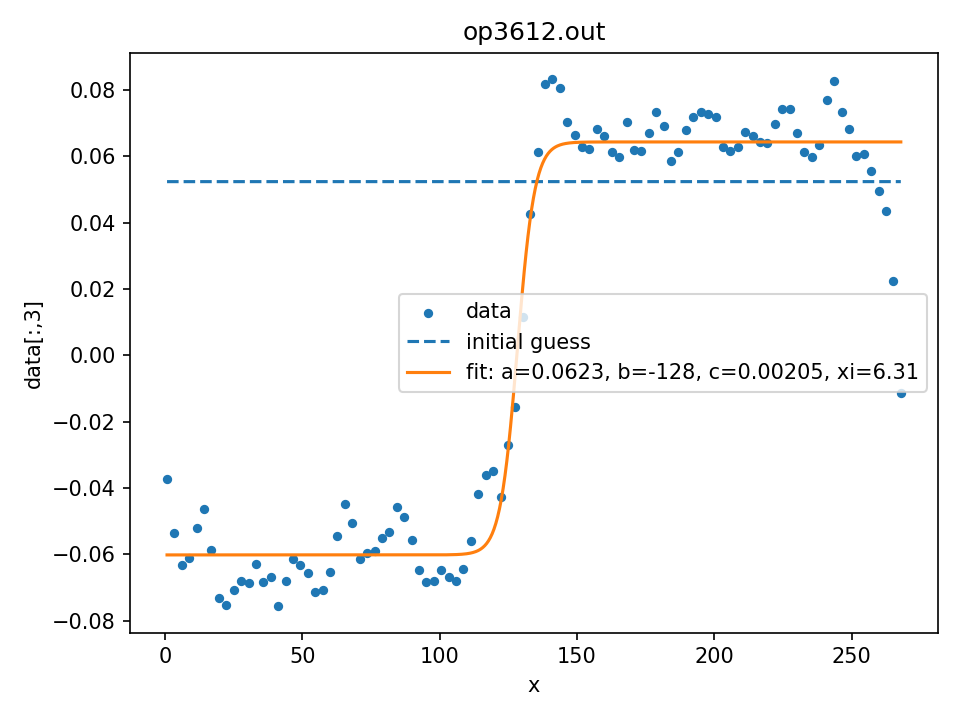 op3612.out
0.08
0.06
0.04
0.02
0.00
−0.02
−0.04
−0.06
−0.08
data[:,3]
data
initial guess
fit: a=0.0623, b=-128, c=0.00205, xi=6.31
0 50 100 150 200 250
x